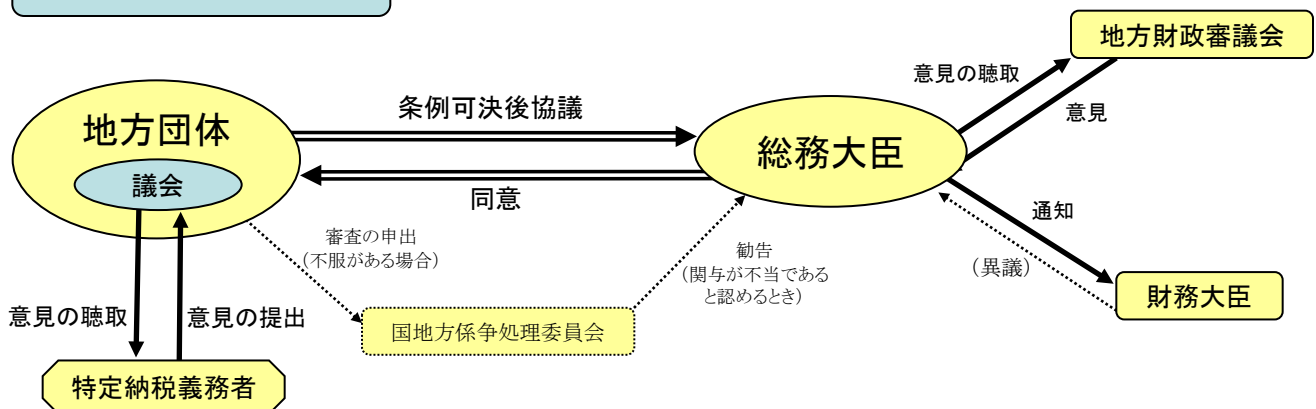 地方財政審議会
意見の聴取
意見
条例可決後協議
地方団体
総務大臣
議会
同意
通知
審査の申出
(不服がある場合)
勧告
(関与が不当である
と認めるとき)
(異議)
財務大臣
意見の聴取
意見の提出
国地方係争処理委員会
特定納税義務者